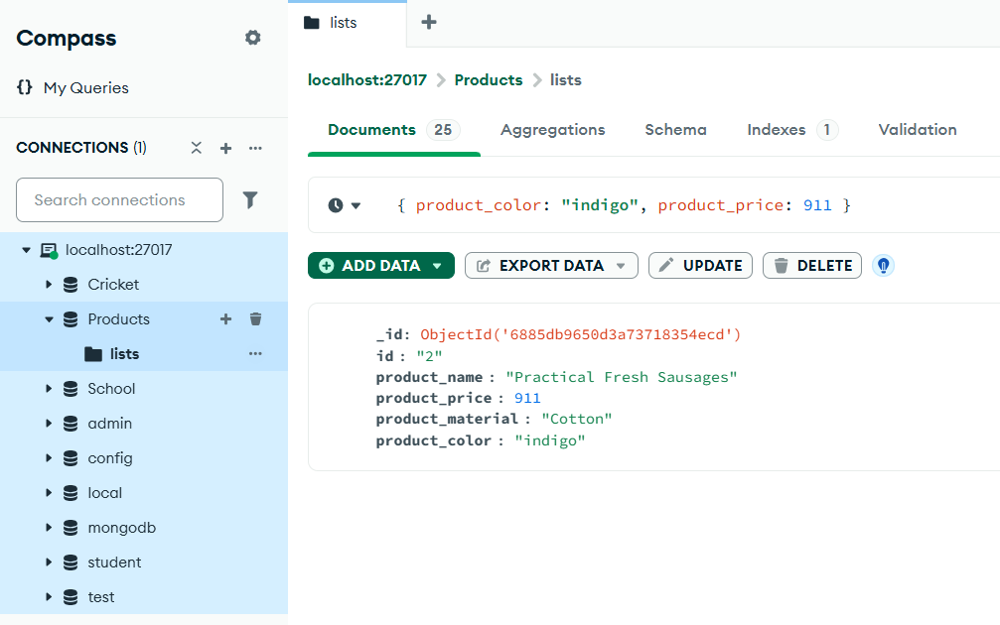 Compass
My Queries
CONNECTIONS (1)
Search connections
localhost:27017
Cricket
Products
lists
School
admin
config
local
mongodb
student
test
lists
localhost:27017 > Products > lists
Documents 25 Aggregations Schema Indexes 1 Validation
{ product_color: "indigo", product_price: 911 }
ADD DATA EXPORT DATA UPDATE DELETE
_id: ObjectId('6885db9650d3a73718354ecd')
id : "2"
product_name : "Practical Fresh Sausages"
product_price : 911
product_material : "Cotton"
product_color : "indigo"